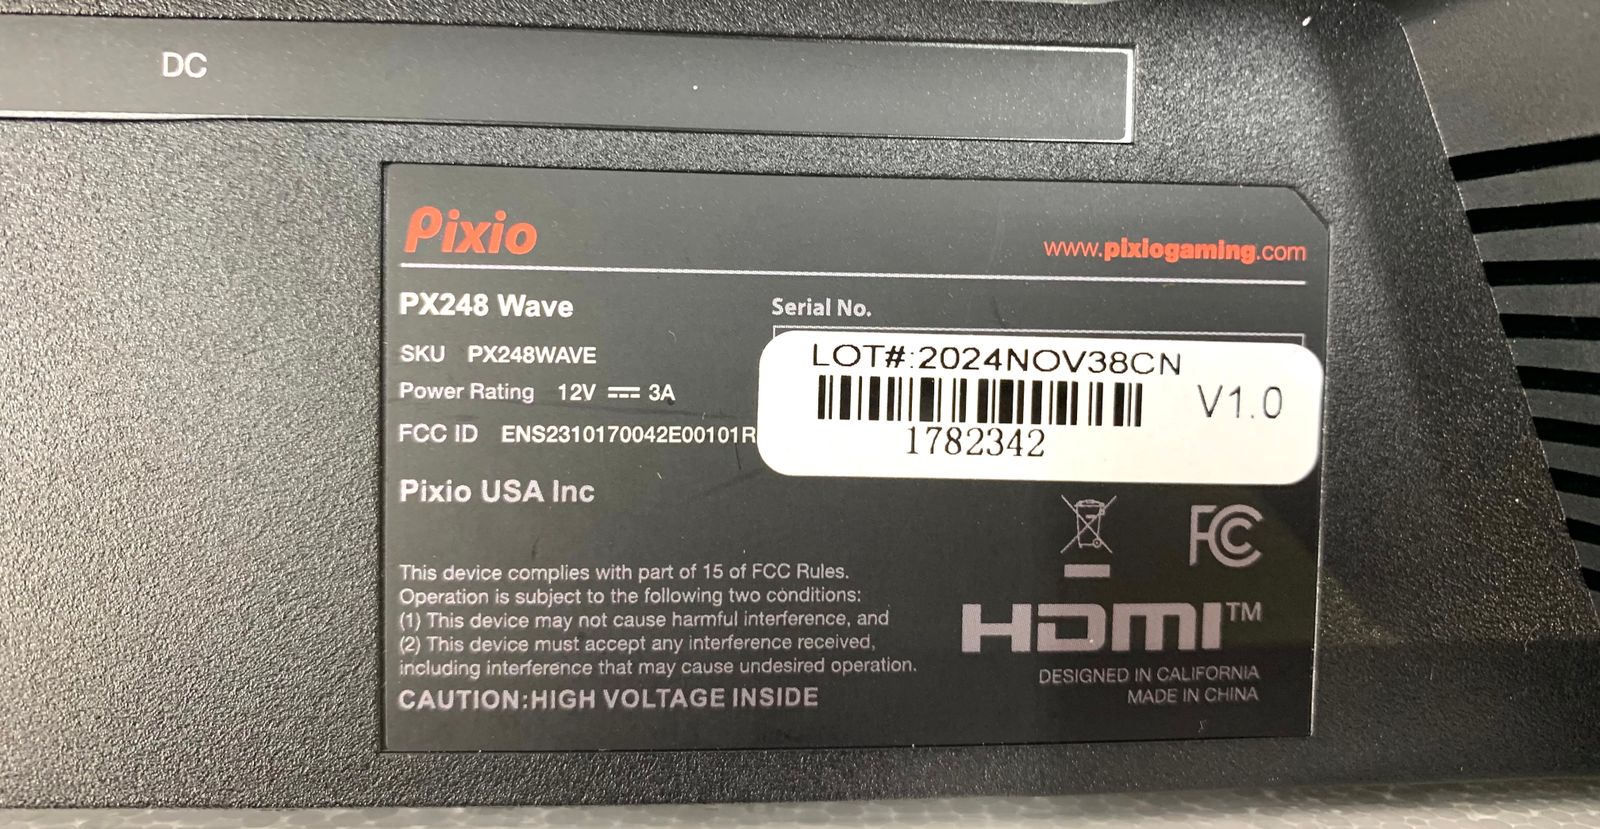 DC
Pixio
www.pixiogaming.com
PX248 Wave
Serial No.
SKU PX248WAVE
Power Rating 12V ⎓ 3A
FCC ID ENS2310170042E00101R
LOT#:2024NOV38CN
V1.0
1782342
Pixio USA Inc
FC
This device complies with part of 15 of FCC Rules.
Operation is subject to the following two conditions:
(1) This device may not cause harmful interference, and
(2) This device must accept any interference received,
including interference that may cause undesired operation.
CAUTION:HIGH VOLTAGE INSIDE
HDMI™
DESIGNED IN CALIFORNIA
MADE IN CHINA